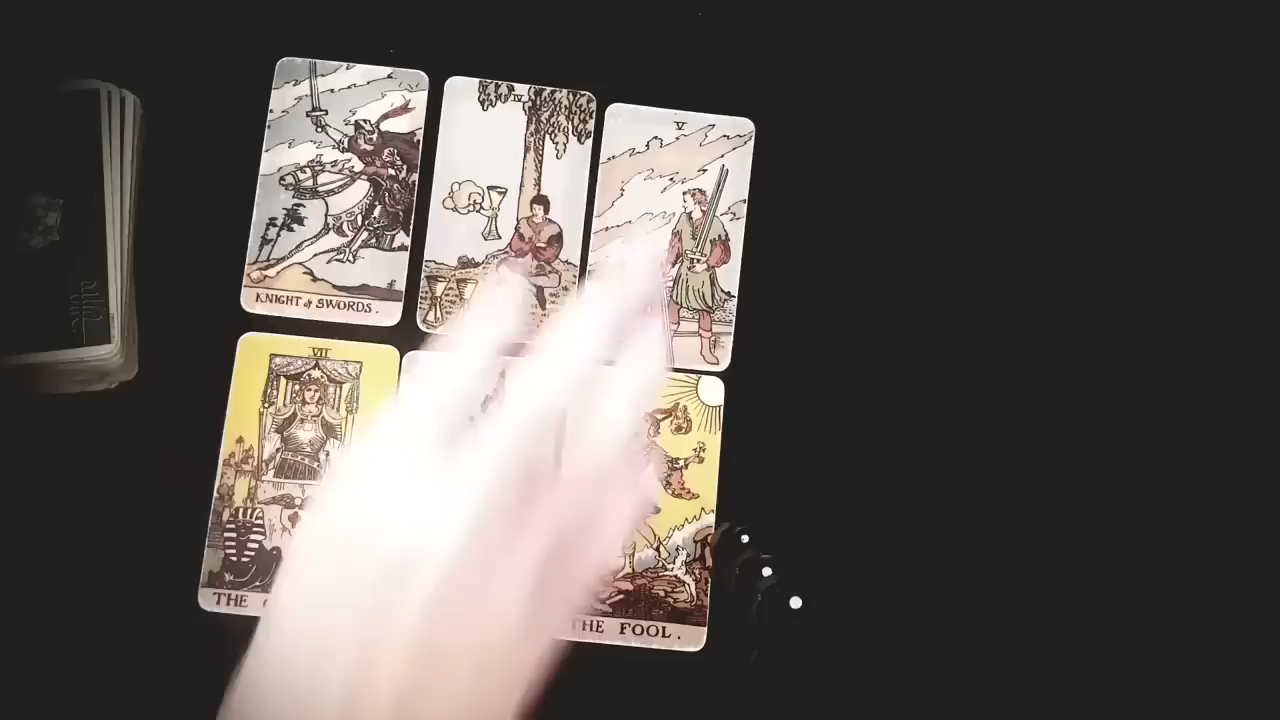 IV
V
KNIGHT of SWORDS.
VII
THE
THE FOOL.